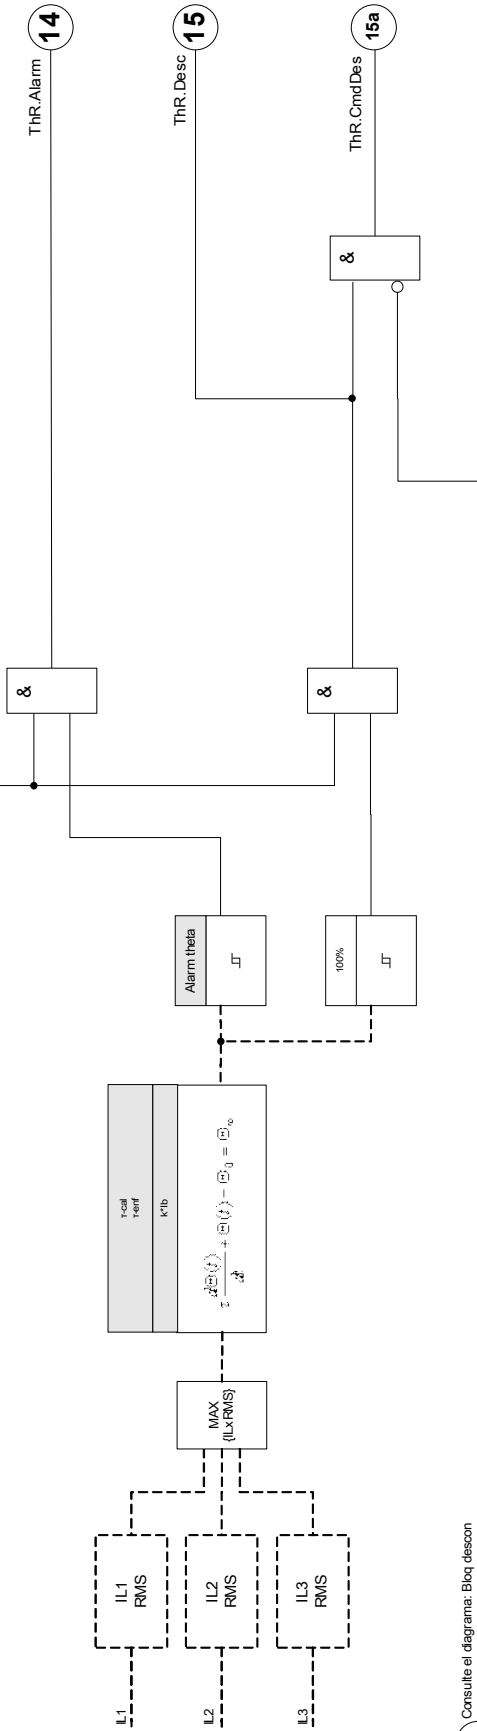 ThR.Alarm
14
ThR.Desc
15
ThR.CmdDes
15a
&
&
&
Alarm theta
100%
τ-cal
τ-enf
k*Ib
MAX
{ILx RMS}
IL1
RMS
IL2
RMS
IL3
RMS
IL1
IL2
IL3
Consulte el diagrama: Bloq descon